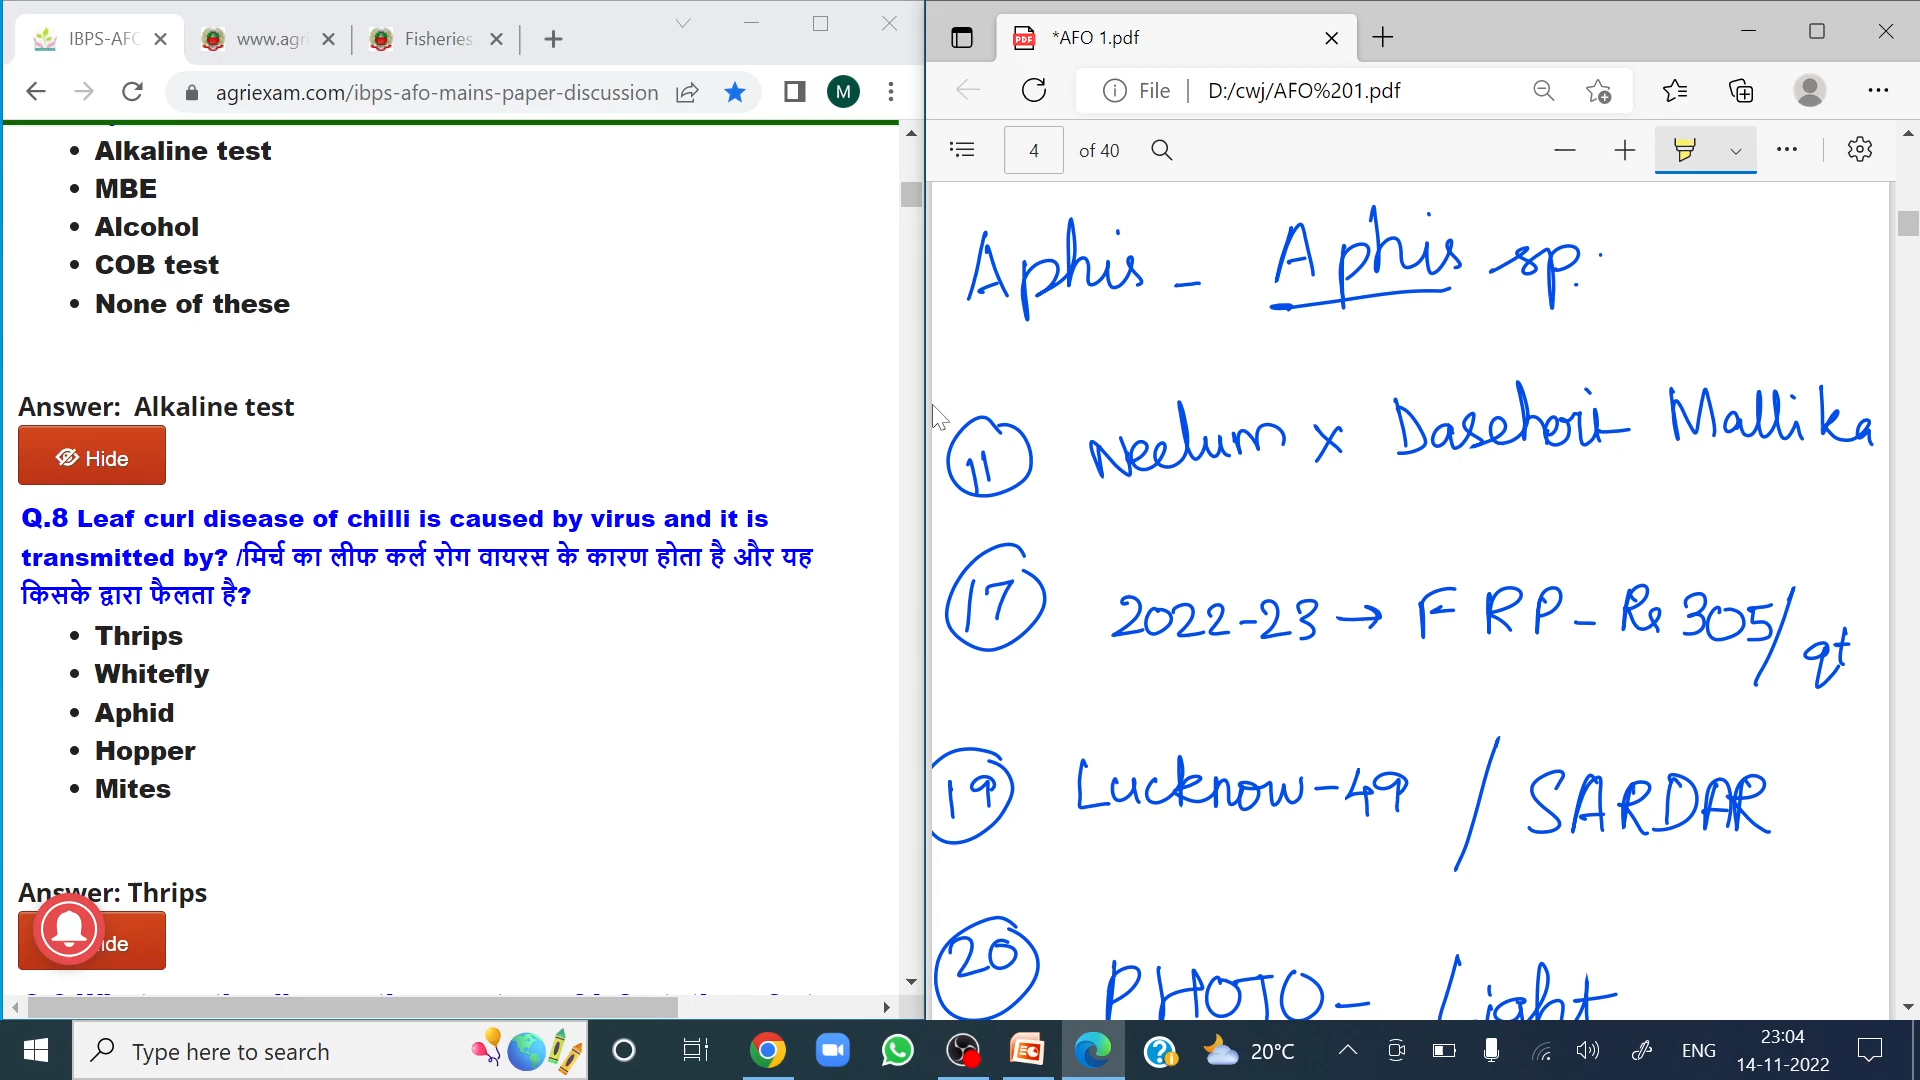 IBPS-AFC
www.agri
Fisheries
agriexam.com/ibps-afo-mains-paper-discussion
M
Alkaline test
MBE
Alcohol
COB test
None of these
Answer: Alkaline test
Hide
Q.8 Leaf curl disease of chilli is caused by virus and it is
transmitted by? /मिर्च का लीफ कर्ल रोग वायरस के कारण होता है और यह
किसके द्वारा फैलता है?
Thrips
Whitefly
Aphid
Hopper
Mites
Answer: Thrips
ide
*AFO 1.pdf
File D:/cwj/AFO%201.pdf
4 of 40
Aphis - Aphis sp.
11 Neelum x Dasehori Mallika
17 2022-23 → FRP - Rs 305/
qt
19 Lucknow-49 / SARDAR
20 PHOTO - Light
Type here to search
20°C
ENG
23:04
14-11-2022